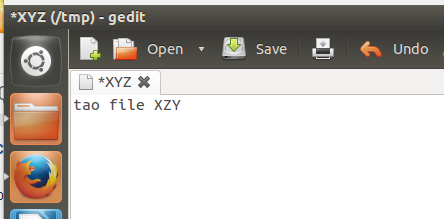 *XYZ (/tmp) - gedit
Open Save Undo
*XYZ
tao file XZY